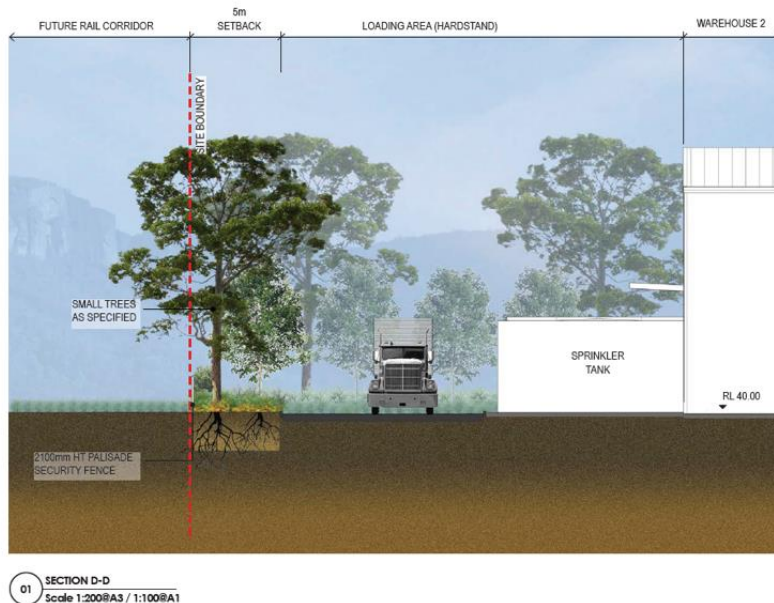 FUTURE RAIL CORRIDOR
5m
SETBACK
LOADING AREA (HARDSTAND)
WAREHOUSE 2
SITE BOUNDARY
SMALL TREES
AS SPECIFIED
SPRINKLER
TANK
RL 40.00
2100mm HT PALISADE
SECURITY FENCE
01
SECTION D-D
Scale 1:200@A3 / 1:100@A1